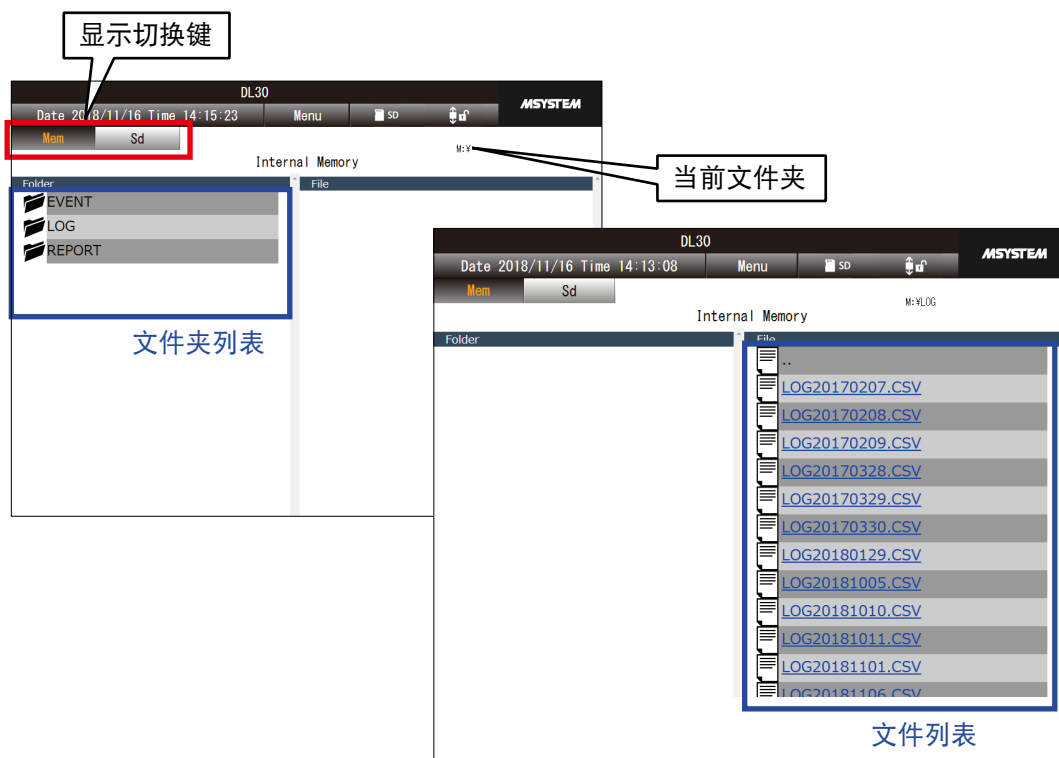 显示切换键
DL30
MSYSTEM
Date 2018/11/16 Time 14:15:23 Menu SD
Mem Sd
M:¥
Internal Memory
当前文件夹
Folder File
EVENT
LOG
REPORT
文件夹列表
DL30
MSYSTEM
Date 2018/11/16 Time 14:13:08 Menu SD
Mem Sd
M:¥LOG
Internal Memory
Folder File
..
LOG20170207.CSV
LOG20170208.CSV
LOG20170209.CSV
LOG20170328.CSV
LOG20170329.CSV
LOG20170330.CSV
LOG20180129.CSV
LOG20181005.CSV
LOG20181010.CSV
LOG20181011.CSV
LOG20181101.CSV
LOG20181106.CSV
文件列表